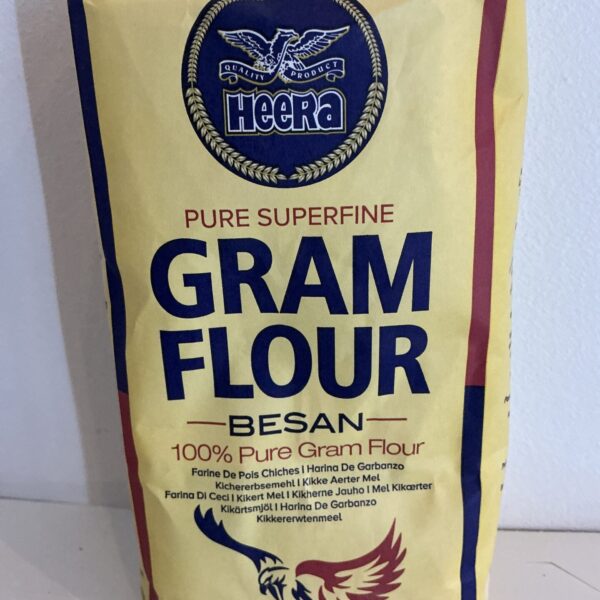 QUALITY PRODUCT
HEERA
PURE SUPERFINE
GRAM
FLOUR
BESAN
100% Pure Gram Flour
Farine De Pois Chiches | Harina De Garbanzo
Kichererbsemehl | Kikke Aerter Mel
Farina Di Ceci | Kikert Mel | Kikherne Jauho | Mel Kikærter
Kikärtsmjöl | Harina De Garbanzo
Kikkererwtenmeel